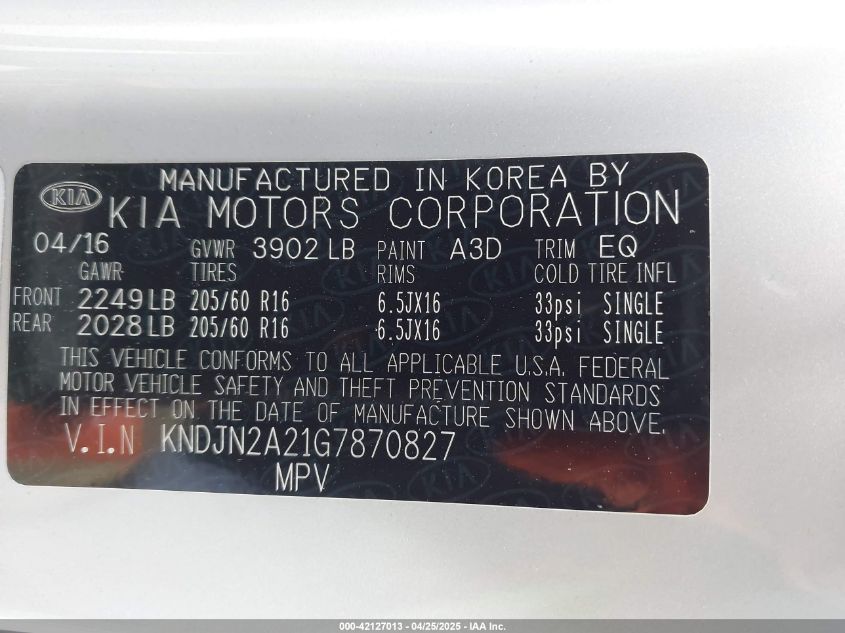 MANUFACTURED IN KOREA BY
KIA KIA MOTORS CORPORATION
04/16 GVWR 3902 LB PAINT A3D TRIM EQ
GAWR TIRES RIMS COLD TIRE INFL
FRONT 2249 LB 205/60 R16 6.5JX16 33psi SINGLE
REAR 2028 LB 205/60 R16 6.5JX16 33psi SINGLE
THIS VEHICLE CONFORMS TO ALL APPLICABLE U.S.A. FEDERAL
MOTOR VEHICLE SAFETY AND THEFT PREVENTION STANDARDS
IN EFFECT ON THE DATE OF MANUFACTURE SHOWN ABOVE.
V.I.N KNDJN2A21G7870827
MPV
000-42127013 - 04/25/2025 - IAA Inc.